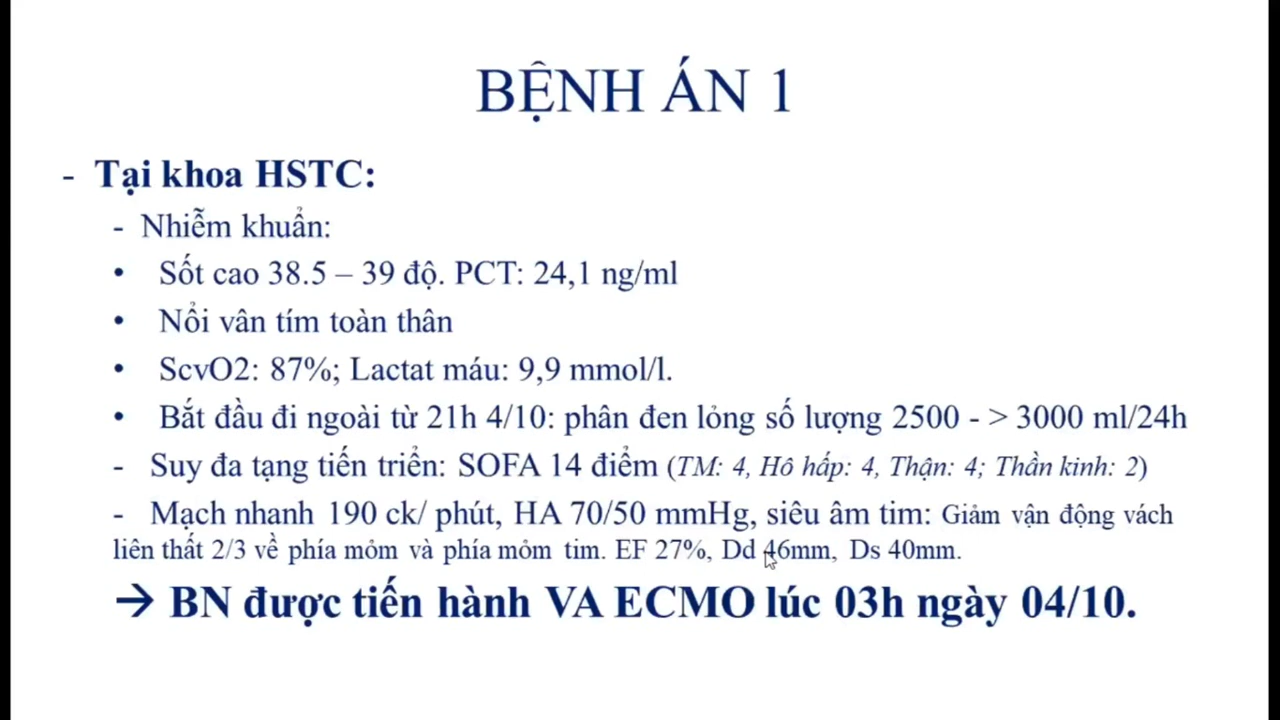 BỆNH ÁN 1
- Tại khoa HSTC:
- Nhiễm khuẩn:
• Sốt cao 38.5 – 39 độ. PCT: 24,1 ng/ml
• Nổi vân tím toàn thân
• ScvO2: 87%; Lactat máu: 9,9 mmol/l.
• Bắt đầu đi ngoài từ 21h 4/10: phân đen lỏng số lượng 2500 - > 3000 ml/24h
- Suy đa tạng tiến triển: SOFA 14 điểm (TM: 4, Hô hấp: 4, Thận: 4; Thần kinh: 2)
- Mạch nhanh 190 ck/ phút, HA 70/50 mmHg, siêu âm tim: Giảm vận động vách
liên thất 2/3 về phía mỏm và phía mỏm tim. EF 27%, Dd 46mm, Ds 40mm.
→ BN được tiến hành VA ECMO lúc 03h ngày 04/10.